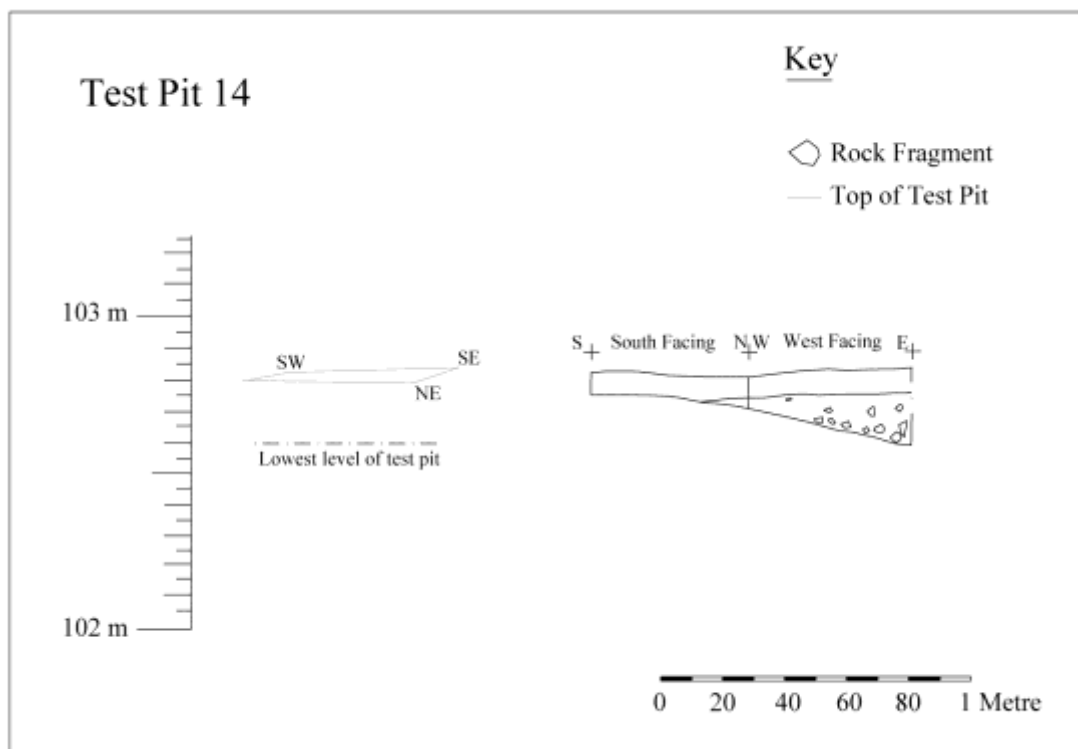 Test Pit 14
Key
Rock Fragment
Top of Test Pit
103 m
SW
SE
NE
Lowest level of test pit
102 m
S South Facing N W West Facing E
0 20 40 60 80 1 Metre